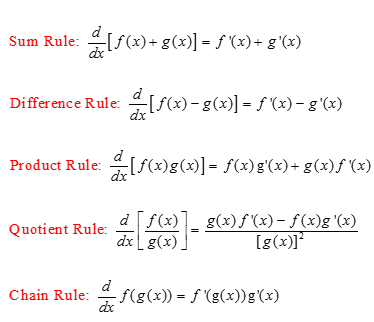 Sum Rule: d/dx [f(x) + g(x)] = f'(x) + g'(x)
Difference Rule: d/dx [f(x) − g(x)] = f'(x) − g'(x)
Product Rule: d/dx [f(x)g(x)] = f(x)g'(x) + g(x)f'(x)
Quotient Rule: d/dx [f(x)/g(x)] = (g(x)f'(x) − f(x)g'(x))/[g(x)]²
Chain Rule: d/dx f(g(x)) = f'(g(x))g'(x)